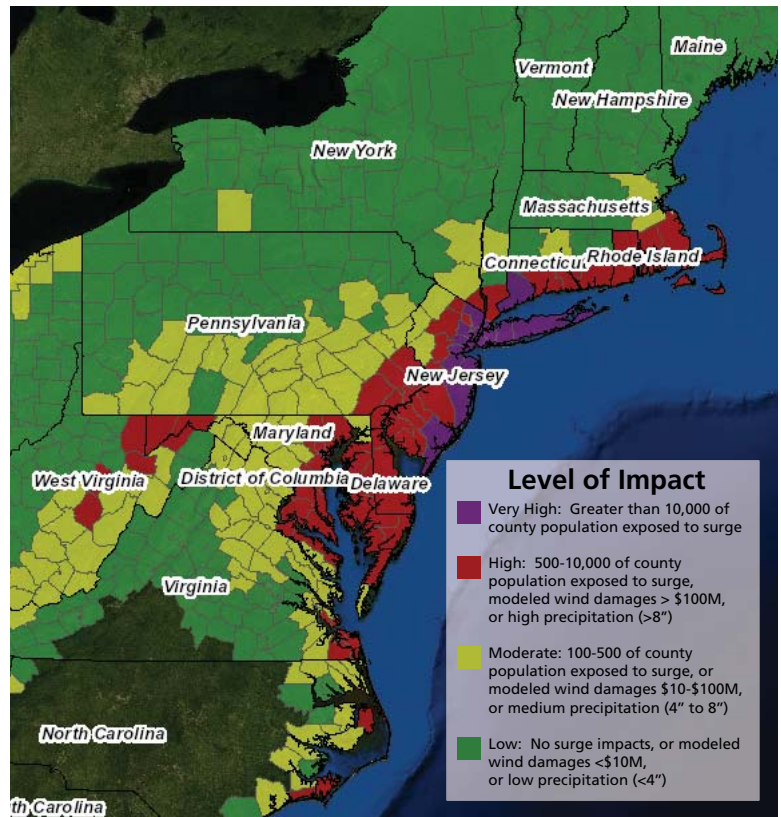 Maine
Vermont
New Hampshire
New York
Massachusetts
Connecticut
Rhode Island
Pennsylvania
New Jersey
Maryland
West Virginia
District of Columbia
Delaware
Virginia
North Carolina
th Carolina
Level of Impact
Very High: Greater than 10,000 of
county population exposed to surge
High: 500-10,000 of county
population exposed to surge,
modeled wind damages > $100M,
or high precipitation (>8”)
Moderate: 100-500 of county
population exposed to surge, or
modeled wind damages $10-$100M,
or medium precipitation (4” to 8”)
Low: No surge impacts, or modeled
wind damages <$10M,
or low precipitation (<4”)